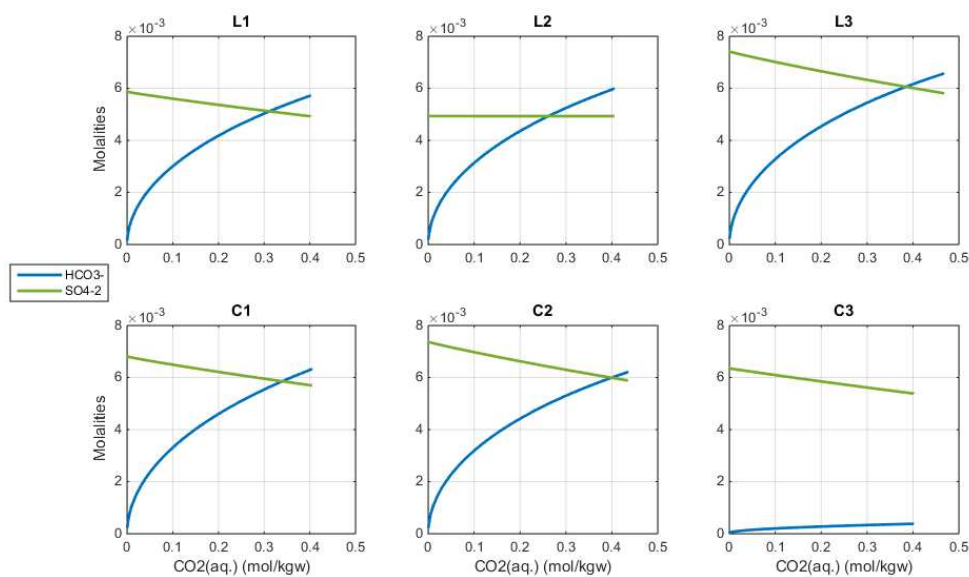 L1 L2 L3
×10⁻³ ×10⁻³ ×10⁻³
8 8 8
6 6 6
4 4 4
2 2 2
0 0 0
0 0.1 0.2 0.3 0.4 0.5 0 0.1 0.2 0.3 0.4 0.5 0 0.1 0.2 0.3 0.4 0.5
Molalities
HCO3-
SO4-2
C1 C2 C3
×10⁻³ ×10⁻³ ×10⁻³
8 8 8
6 6 6
4 4 4
2 2 2
0 0 0
0 0.1 0.2 0.3 0.4 0.5 0 0.1 0.2 0.3 0.4 0.5 0 0.1 0.2 0.3 0.4 0.5
Molalities
CO2(aq.) (mol/kgw) CO2(aq.) (mol/kgw) CO2(aq.) (mol/kgw)